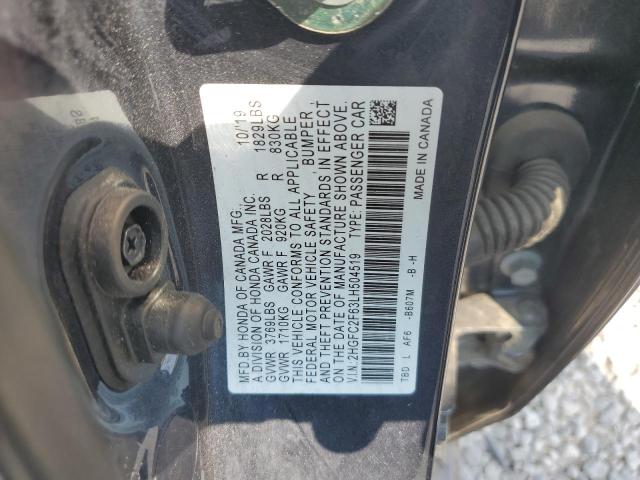 MFD.BY HONDA OF CANADA MFG. 10/19
A DIVISION OF HONDA CANADA INC.
GVWR 3769LBS GAWR F 2028LBS R 1829LBS
GVWR 1710KG GAWR F 920KG R 830KG
THIS VEHICLE CONFORMS TO ALL APPLICABLE
FEDERAL MOTOR VEHICLE SAFETY, BUMPER
AND THEFT PREVENTION STANDARDS IN EFFECT
ON THE DATE OF MANUFACTURE SHOWN ABOVE.
V.I.N.:2HGFC2F63LH504519 TYPE:PASSENGER CAR
TBD L AF6 -B607M -B -H
MADE IN CANADA